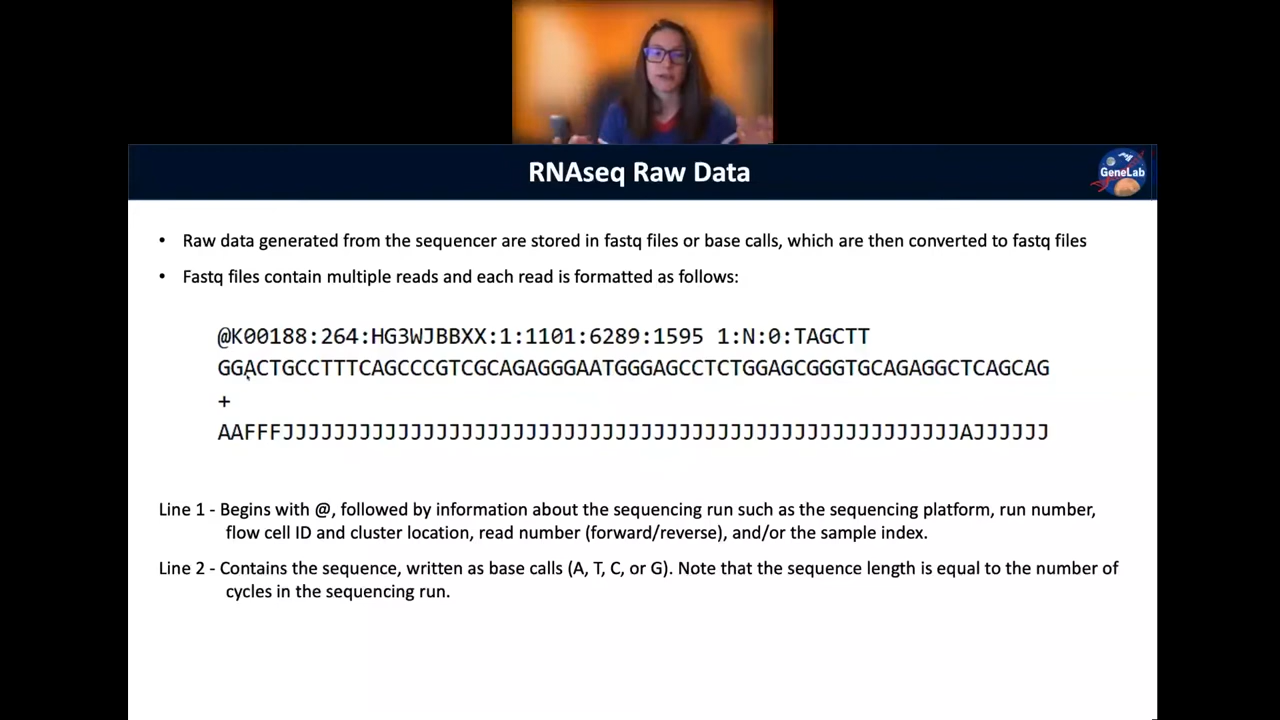 RNAseq Raw Data
GeneLab
• Raw data generated from the sequencer are stored in fastq files or base calls, which are then converted to fastq files
• Fastq files contain multiple reads and each read is formatted as follows:
@K00188:264:HG3WJBBXX:1:1101:6289:1595 1:N:0:TAGCTT
GGACTGCCTTTCAGCCCGTCGCAGAGGGAATGGGAGCCTCTGGAGCGGGTGCAGAGGCTCAGCAG
+
AAFFFJJJJJJJJJJJJJJJJJJJJJJJJJJJJJJJJJJJJJJJJJJJJJJJJJJJJJAJJJJJJ
Line 1 - Begins with @, followed by information about the sequencing run such as the sequencing platform, run number,
flow cell ID and cluster location, read number (forward/reverse), and/or the sample index.
Line 2 - Contains the sequence, written as base calls (A, T, C, or G). Note that the sequence length is equal to the number of
cycles in the sequencing run.